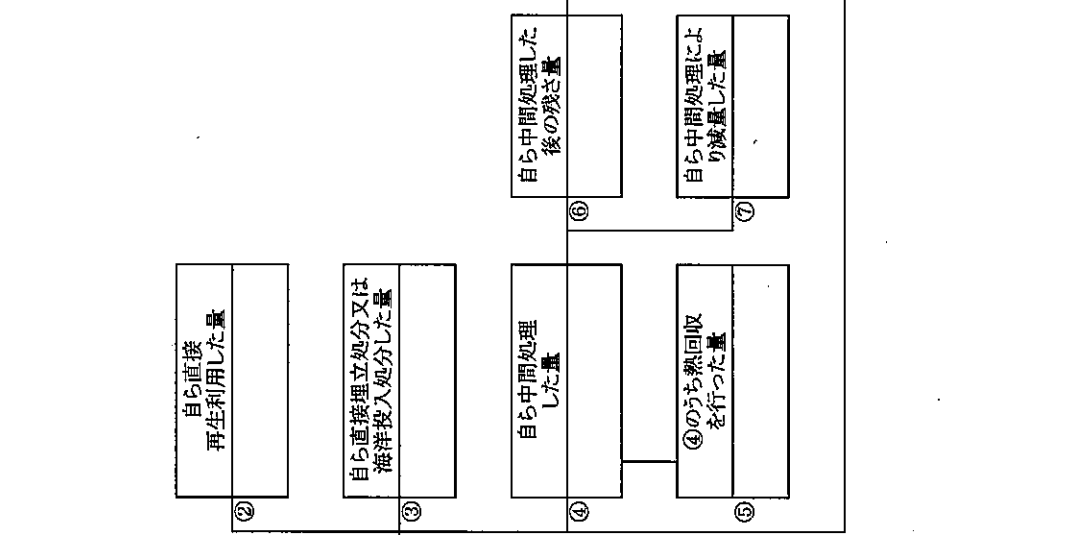 自ら直接
再生利用した量
②
自ら直接埋立処分又は
海洋投入処分した量
③
自ら中間処理
した量
④
④のうち熱回収
を行った量
⑤
自ら中間処理した
後の残さ量
⑥
自ら中間処理によ
り減量した量
⑦